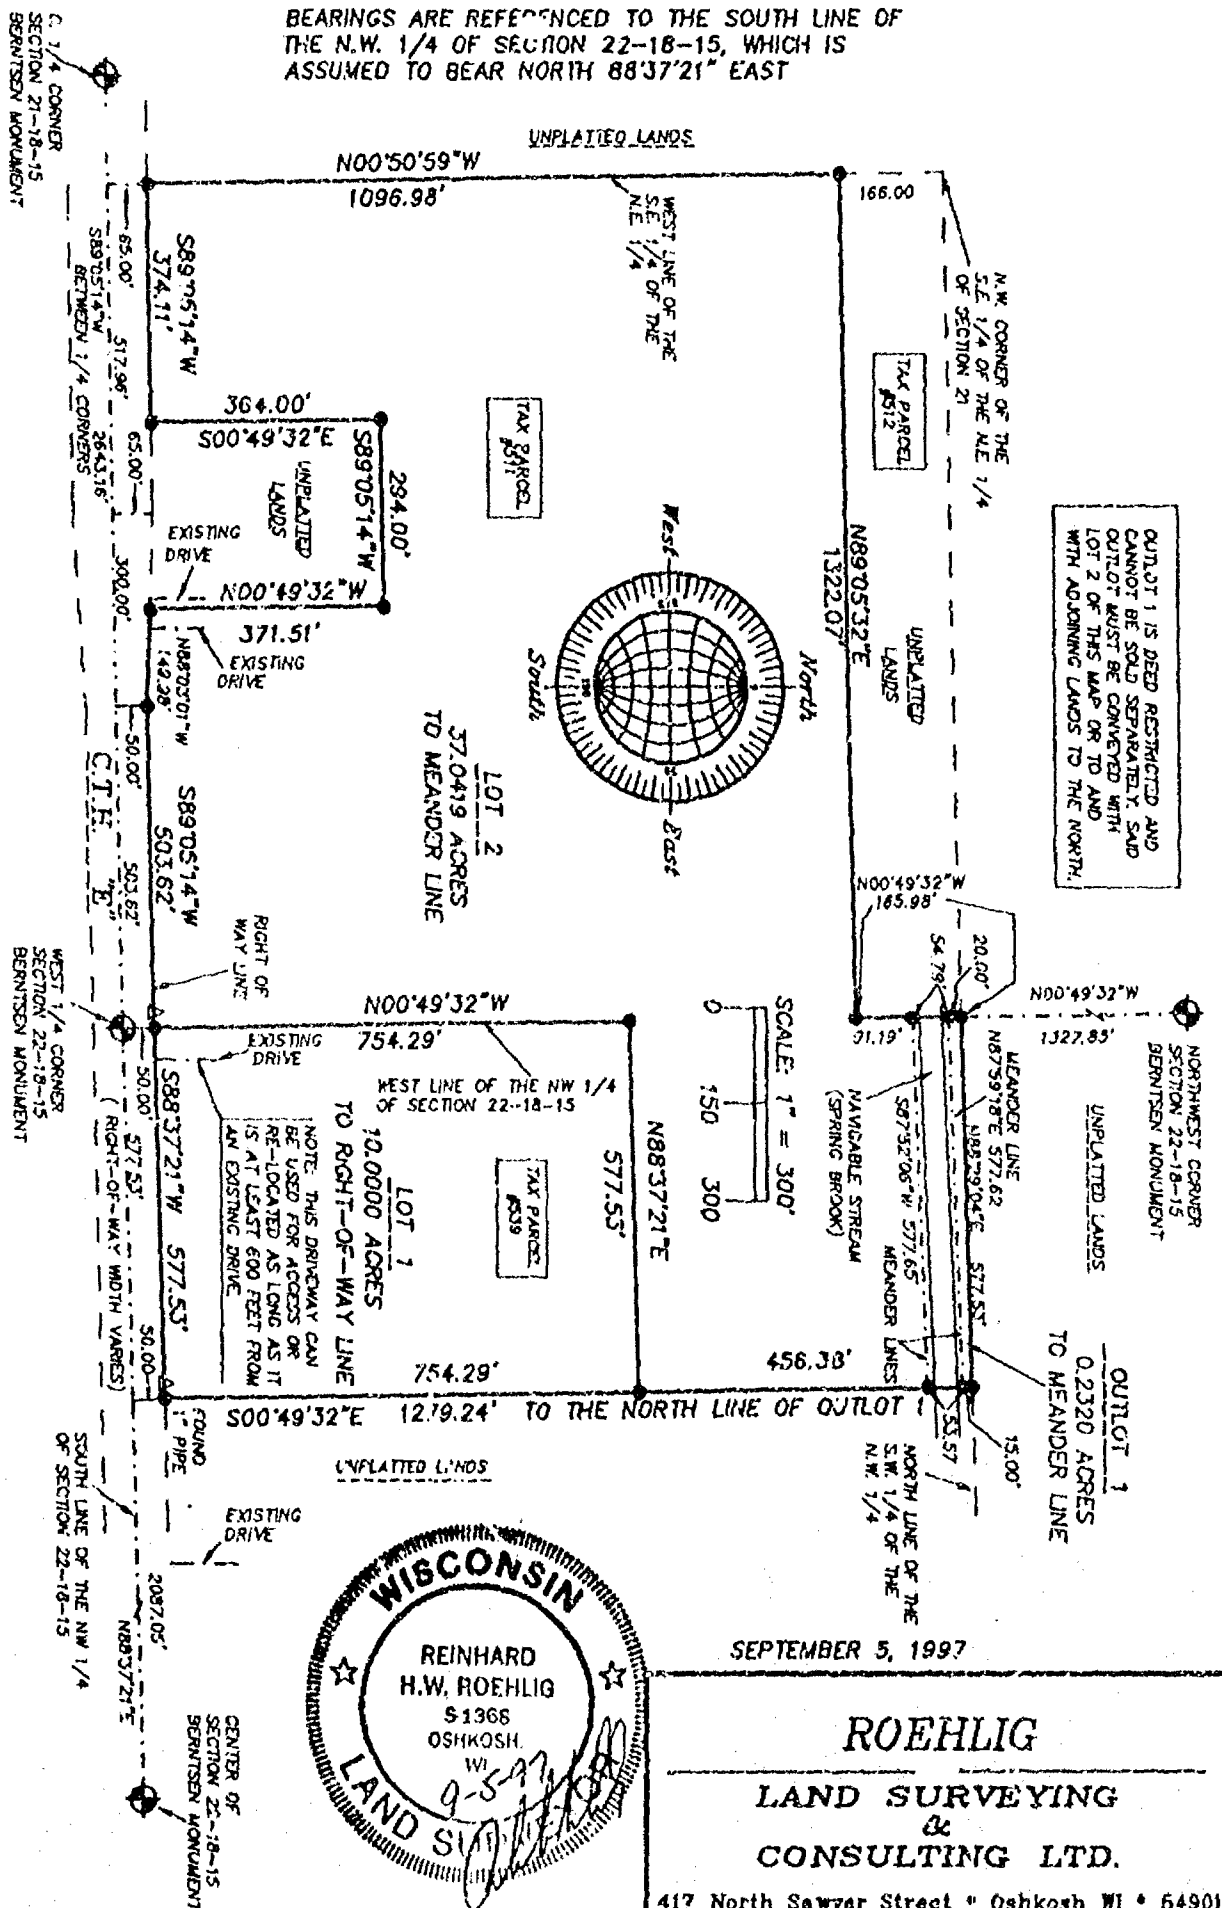 BEARINGS ARE REFERENCED TO THE SOUTH LINE OF
THE N.W. 1/4 OF SECTION 22-18-15, WHICH IS
ASSUMED TO BEAR NORTH 88°37'21" EAST
C. 1/4 CORNER
SECTION 21-18-15
BERNTSEN MONUMENT
UNPLATTED LANDS
N00°50'59"W
1096.98'
166.00
WEST LINE OF THE
S.E. 1/4 OF THE
N.E. 1/4
N.W. CORNER OF THE
S.E. 1/4 OF THE N.E. 1/4
OF SECTION 21
65.00'
S89°05'14"W
374.11'
517.96'
S89°05'14"W 2643.16'
BETWEEN 1/4 CORNERS
65.00'
364.00'
S00°49'32"E
S89°05'14"W
294.00'
UNPLATTED
LANDS
TAX PARCEL
#511
TAX PARCEL
#512
EXISTING
DRIVE
N00°49'32"W
371.51'
EXISTING
DRIVE
300.00'
N88°03'01"W
50.00'
S89°05'14"W
503.62'
503.62'
C.T.H. "E"
West
North
South
East
N89°05'32"E
1322.07'
UNPLATTED
LANDS
OUTLOT 1 IS DEED RESTRICTED AND
CANNOT BE SOLD SEPARATELY. SAID
OUTLOT MUST BE CONVEYED WITH
LOT 2 OF THIS MAP OR TO AND
WITH ADJOINING LANDS TO THE NORTH.
LOT 2
37.0419 ACRES
TO MEANDER LINE
RIGHT OF
WAY LINE
N00°49'32"W
165.98'
54.79'
20.00'
91.19'
N00°49'32"W
1327.85'
NORTHWEST CORNER
SECTION 22-18-15
BERNTSEN MONUMENT
WEST 1/4 CORNER
SECTION 22-18-15
BERNTSEN MONUMENT
N00°49'32"W
754.29'
EXISTING
DRIVE
WEST LINE OF THE NW 1/4
OF SECTION 22-18-15
SCALE: 1" = 300'
0 150 300
MEANDER LINE
N87°59'18"E 577.62
N88°29'04"E 577.53'
S87°52'06"W 577.65
NAVIGABLE STREAM
(SPRING BROOK)
MEANDER LINES
UNPLATTED LANDS
50.00'
577.53'
(RIGHT-OF-WAY WIDTH VARIES)
S88°37'21"W 577.53'
50.00
NOTE: THIS DRIVEWAY CAN
BE USED FOR ACCESS OR
RE-LOCATED AS LONG AS IT
IS AT LEAST 600 FEET FROM
AN EXISTING DRIVE
LOT 1
10.0000 ACRES
TO RIGHT-OF-WAY LINE
TAX PARCEL
#539
N88°37'21"E
577.53'
OUTLOT 1
0.2320 ACRES
TO MEANDER LINE
754.29'
456.38'
S00°49'32"E 1279.24' TO THE NORTH LINE OF OUTLOT 1
53.57
15.00'
FOUND
1" PIPE
UNPLATTED LANDS
NORTH LINE OF THE
S.W. 1/4 OF THE
N.W. 1/4
SOUTH LINE OF THE NW 1/4
OF SECTION 22-18-15
EXISTING
DRIVE
2087.05'
N88°37'21"E
CENTER OF
SECTION 22-18-15
BERNTSEN MONUMENT
WISCONSIN
REINHARD
H.W. ROEHLIG
S-1368
OSHKOSH,
WI
9-5-97
LAND SURVEYOR
SEPTEMBER 5, 1997
ROEHLIG
LAND SURVEYING
&
CONSULTING LTD.
417 North Sawyer Street * Oshkosh WI * 54901